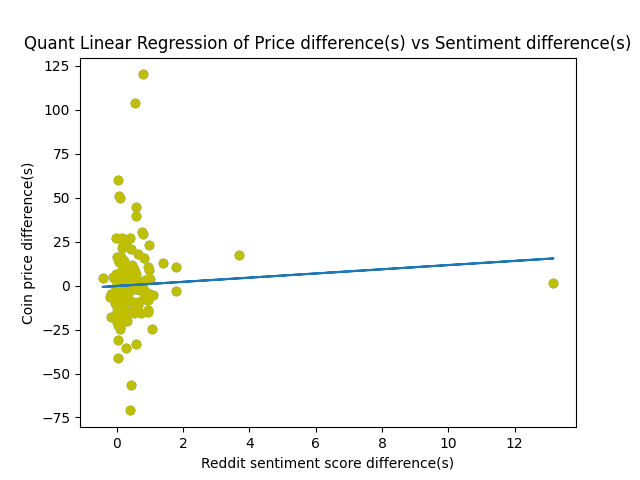 Quant Linear Regression of Price difference(s) vs Sentiment difference(s)
125
100
75
50
25
0
−25
−50
−75
Coin price difference(s)
0 2 4 6 8 10 12
Reddit sentiment score difference(s)